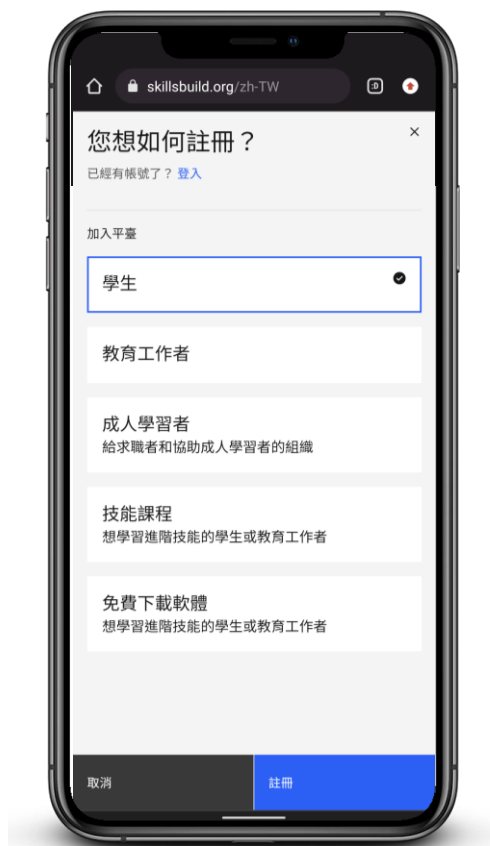 skillsbuild.org/zh-TW
:D
您想如何註冊？
已經有帳號了？ 登入
加入平臺
學生
教育工作者
成人學習者
給求職者和協助成人學習者的組織
技能課程
想學習進階技能的學生或教育工作者
免費下載軟體
想學習進階技能的學生或教育工作者
取消
註冊